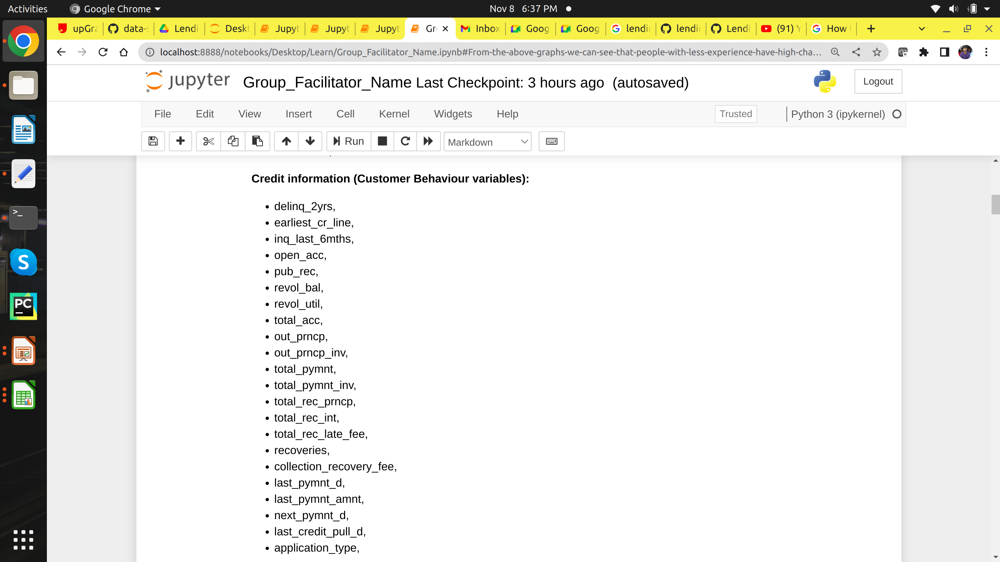 Activities Google Chrome Nov 8 6:37 PM
upGra data-s Lendi Deskt Jupyt Jupyt Jupyt Gr Inbox Goog Goog lendin lendin Lendi (91) Y How
localhost:8888/notebooks/Desktop/Learn/Group_Facilitator_Name.ipynb#From-the-above-graphs-we-can-see-that-people-with-less-experience-have-high-cha…
jupyter Group_Facilitator_Name Last Checkpoint: 3 hours ago (autosaved) Logout
File Edit View Insert Cell Kernel Widgets Help Trusted Python 3 (ipykernel)
Run Markdown
Credit information (Customer Behaviour variables):
• delinq_2yrs,
• earliest_cr_line,
• inq_last_6mths,
• open_acc,
• pub_rec,
• revol_bal,
• revol_util,
• total_acc,
• out_prncp,
• out_prncp_inv,
• total_pymnt,
• total_pymnt_inv,
• total_rec_prncp,
• total_rec_int,
• total_rec_late_fee,
• recoveries,
• collection_recovery_fee,
• last_pymnt_d,
• last_pymnt_amnt,
• next_pymnt_d,
• last_credit_pull_d,
• application_type,
>_
S
PC